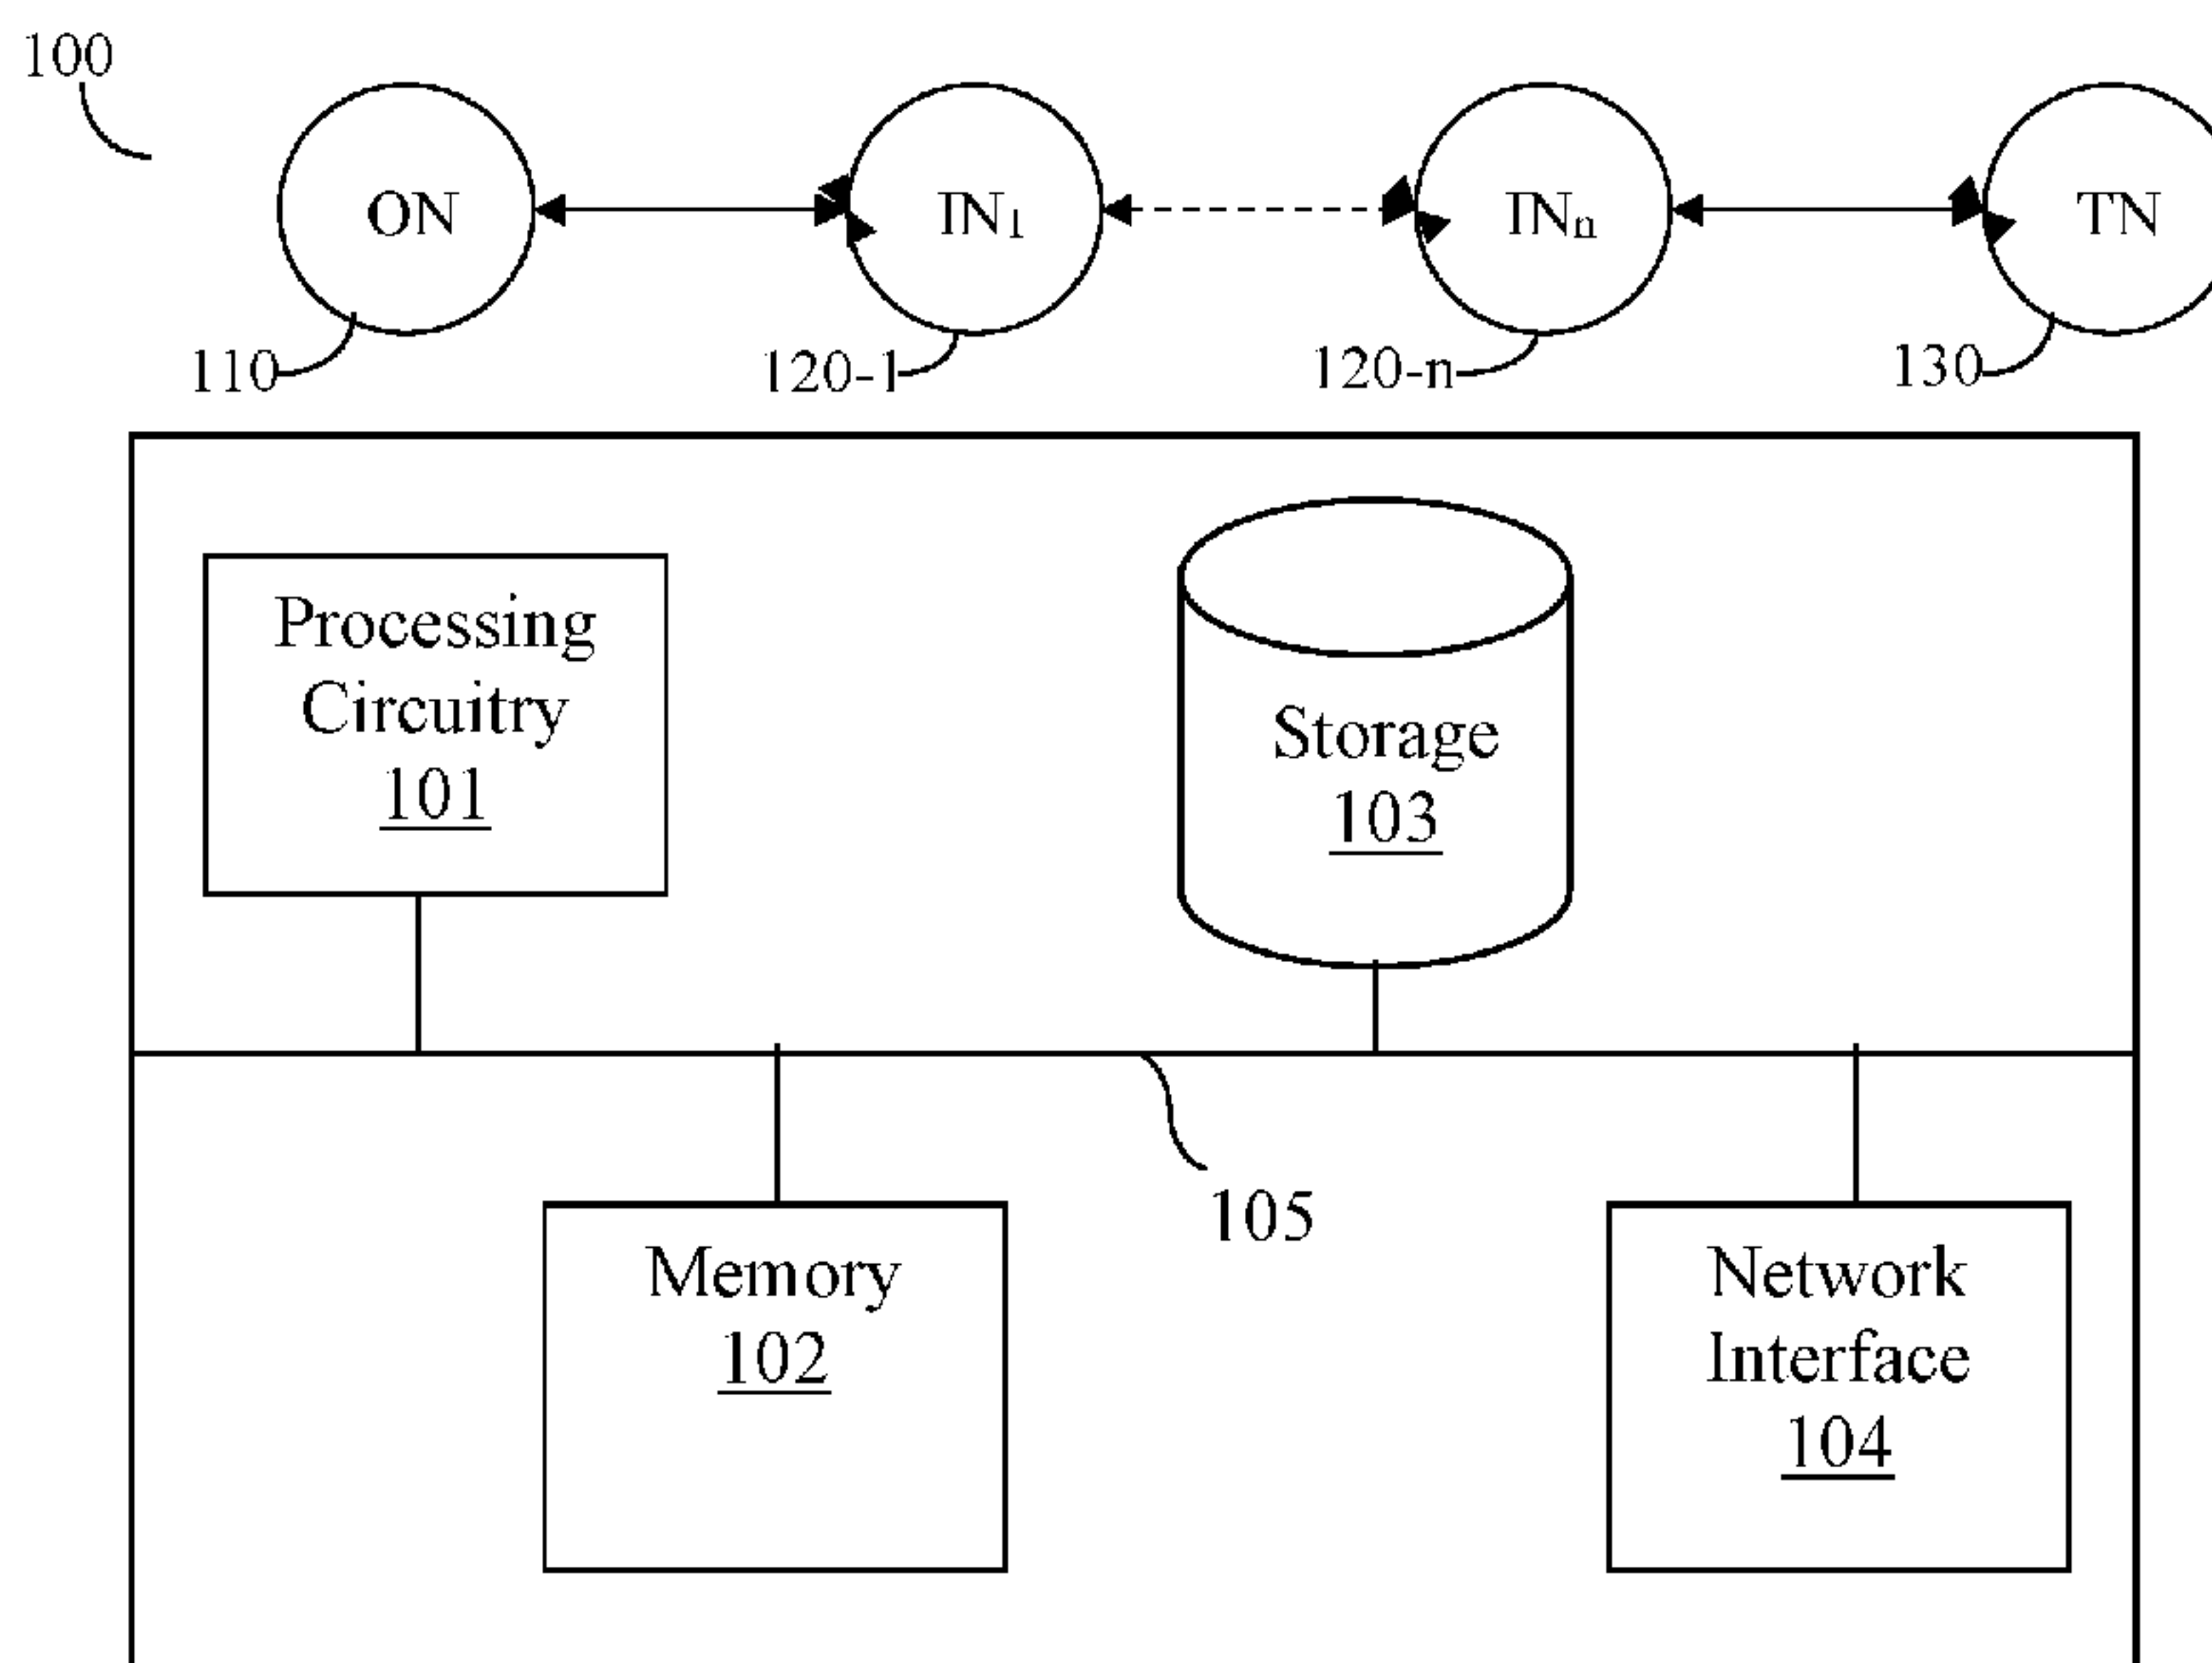 100
ON
IN1
INn
TN
110
120-1
120-n
130
Processing
Circuitry
101
Storage
103
105
Memory
102
Network
Interface
104